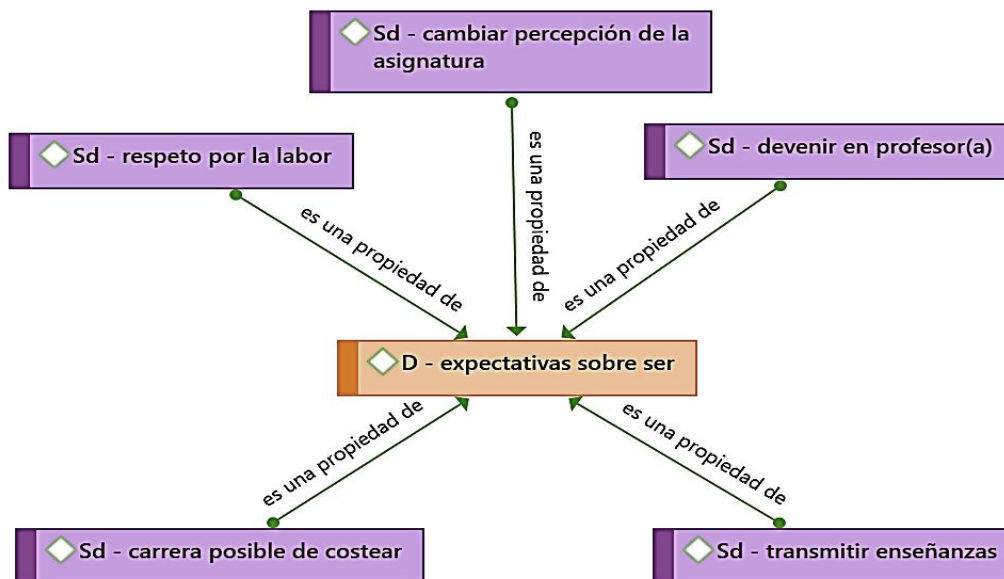 Sd - cambiar percepción de la
asignatura
Sd - respeto por la labor
Sd - devenir en profesor(a)
es una propiedad de
es una propiedad de
es una propiedad de
D - expectativas sobre ser
es una propiedad de
es una propiedad de
Sd - carrera posible de costear
Sd - transmitir enseñanzas